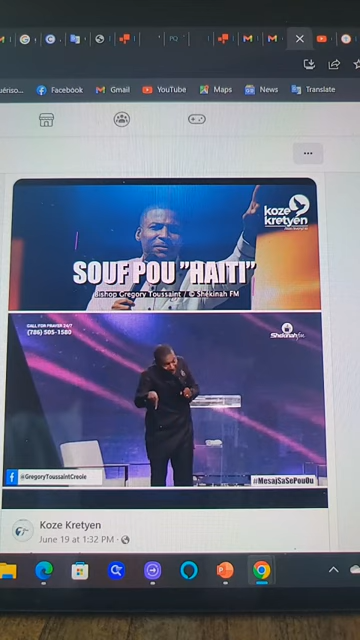 Facebook
Gmail
YouTube
Maps
News
Translate
koze
kretyen
SOUF POU "HAITI"
Bishop Gregory Toussaint / © Shekinah FM
CALL FOR PRAYER 24/7
(786) 505-1580
Shekinah.fm
@GregoryToussaintCreole
#MesajSaSePouOu
Koze Kretyen
June 19 at 1:32 PM ·